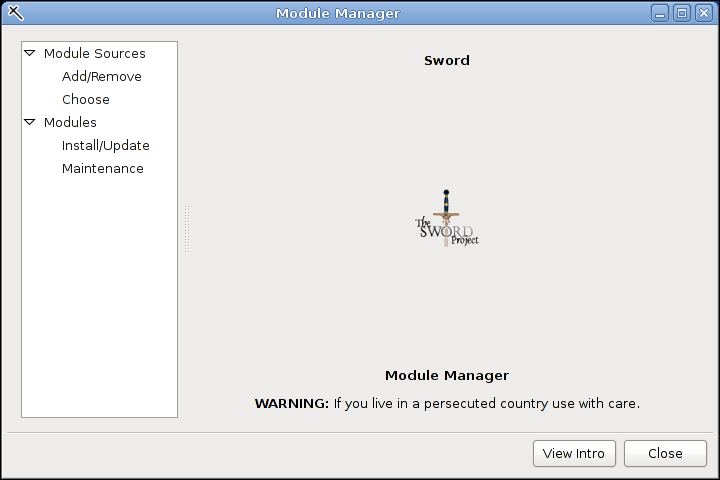 Module Manager
Module Sources
Add/Remove
Choose
Modules
Install/Update
Maintenance
Sword
The
SWORD
Project
Module Manager
WARNING: If you live in a persecuted country use with care.
View Intro
Close